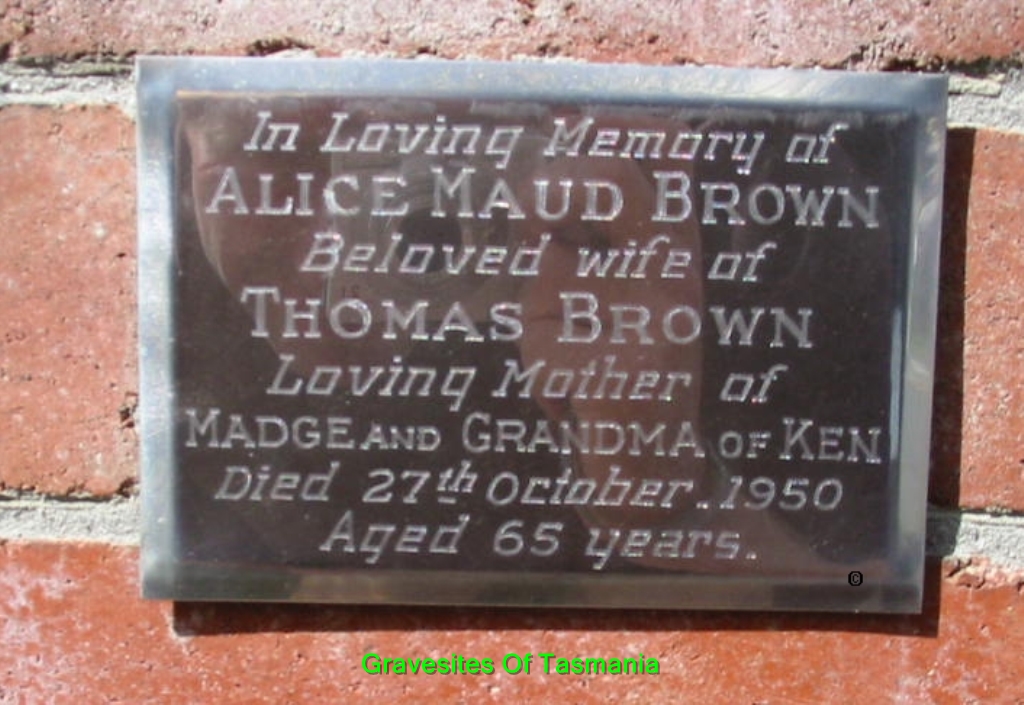 In Loving Memory of
ALICE MAUD BROWN
Beloved wife of
THOMAS BROWN
Loving Mother of
MADGE AND GRANDMA OF KEN
Died 27th October. 1950
Aged 65 years.
©
Gravesites Of Tasmania